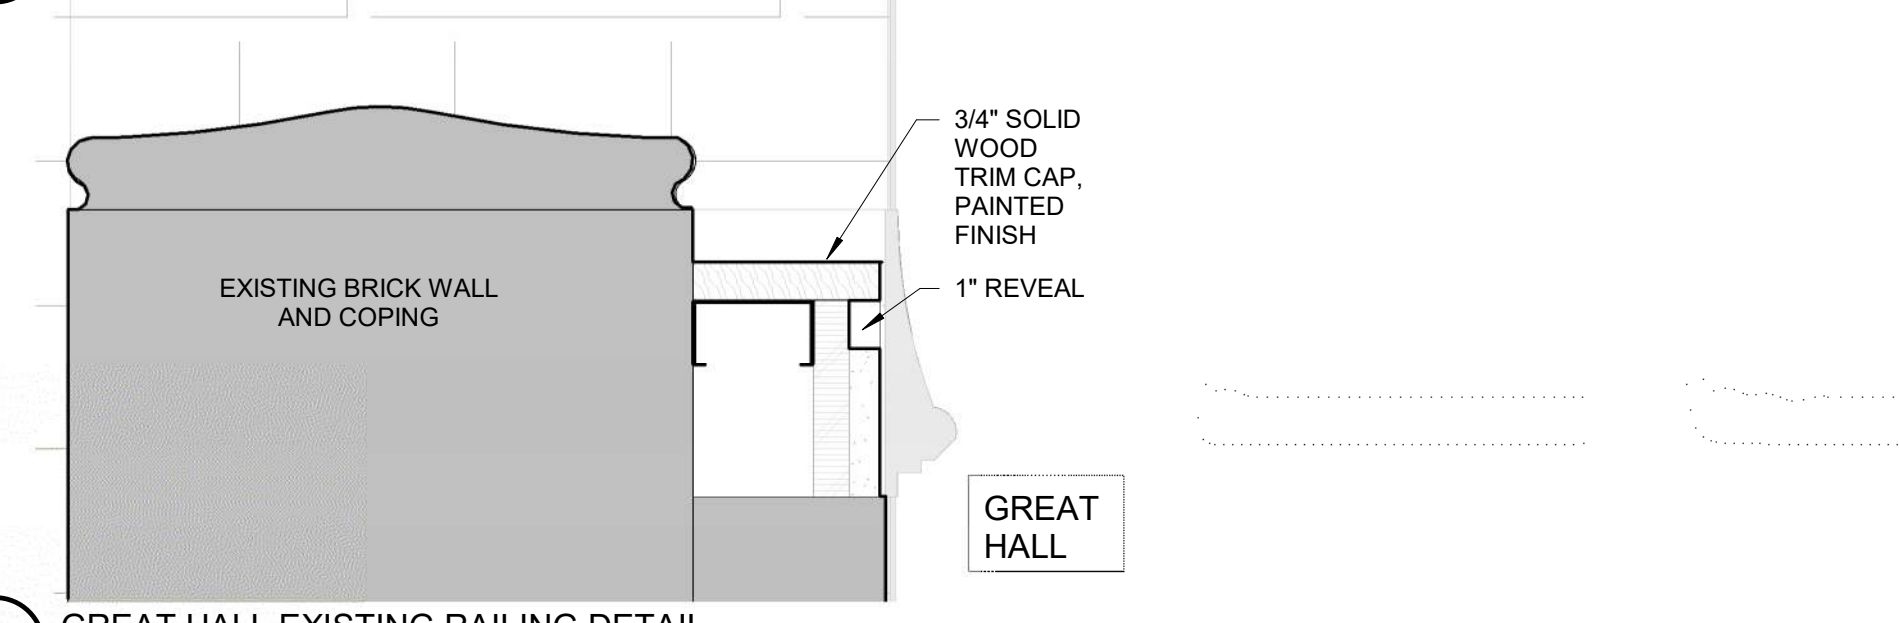 3/4" SOLID
WOOD
TRIM CAP,
PAINTED
FINISH
EXISTING BRICK WALL
AND COPING
1" REVEAL
GREAT
HALL
GREAT HALL EXISTING RAILING DETAIL